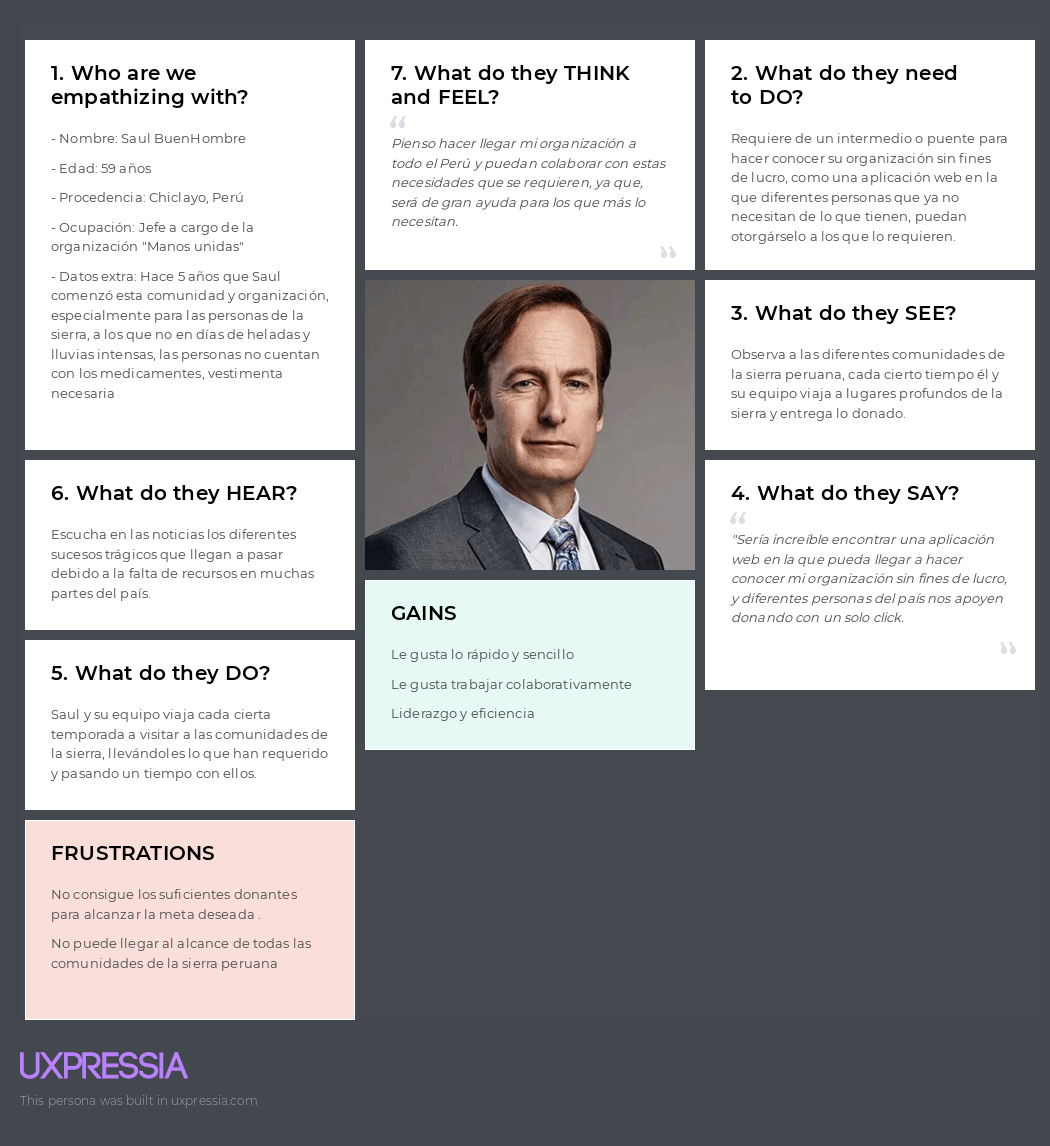 1. Who are we
empathizing with?
- Nombre: Saul BuenHombre
- Edad: 59 años
- Procedencia: Chiclayo, Perú
- Ocupación: Jefe a cargo de la
organización "Manos unidas"
- Datos extra: Hace 5 años que Saul
comenzó esta comunidad y organización,
especialmente para las personas de la
sierra, a los que no en días de heladas y
lluvias intensas, las personas no cuentan
con los medicamentes, vestimenta
necesaria
6. What do they HEAR?
Escucha en las noticias los diferentes
sucesos trágicos que llegan a pasar
debido a la falta de recursos en muchas
partes del país.
5. What do they DO?
Saul y su equipo viaja cada cierta
temporada a visitar a las comunidades de
la sierra, llevándoles lo que han requerido
y pasando un tiempo con ellos.
FRUSTRATIONS
No consigue los suficientes donantes
para alcanzar la meta deseada .
No puede llegar al alcance de todas las
comunidades de la sierra peruana
7. What do they THINK
and FEEL?
“
Pienso hacer llegar mi organización a
todo el Perú y puedan colaborar con estas
necesidades que se requieren, ya que,
será de gran ayuda para los que más lo
necesitan.
”
GAINS
Le gusta lo rápido y sencillo
Le gusta trabajar colaborativamente
Liderazgo y eficiencia
2. What do they need
to DO?
Requiere de un intermedio o puente para
hacer conocer su organización sin fines
de lucro, como una aplicación web en la
que diferentes personas que ya no
necesitan de lo que tienen, puedan
otorgárselo a los que lo requieren.
3. What do they SEE?
Observa a las diferentes comunidades de
la sierra peruana, cada cierto tiempo él y
su equipo viaja a lugares profundos de la
sierra y entrega lo donado.
4. What do they SAY?
“
"Sería increíble encontrar una aplicación
web en la que pueda llegar a hacer
conocer mi organización sin fines de lucro,
y diferentes personas del país nos apoyen
donando con un solo click.
”
UXPRESSIA
This persona was built in uxpressia.com